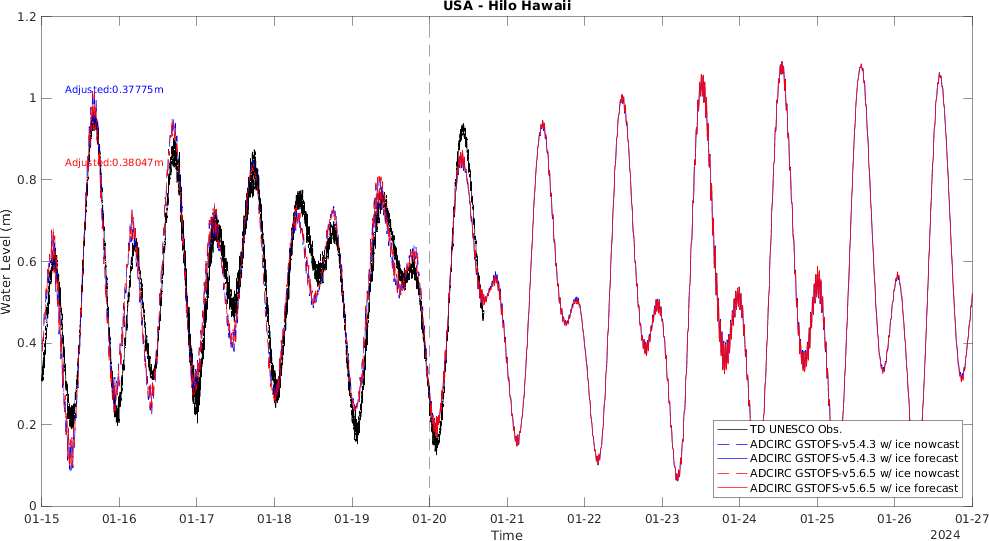 USA - Hilo Hawaii
1.2
1
0.8
0.6
0.4
0.2
0
Water Level (m)
Adjusted:0.37775m
Adjusted:0.38047m
TD UNESCO Obs.
ADCIRC GSTOFS-v5.4.3 w/ ice nowcast
ADCIRC GSTOFS-v5.4.3 w/ ice forecast
ADCIRC GSTOFS-v5.6.5 w/ ice nowcast
ADCIRC GSTOFS-v5.6.5 w/ ice forecast
01-15 01-16 01-17 01-18 01-19 01-20 01-21 01-22 01-23 01-24 01-25 01-26 01-27
Time
2024